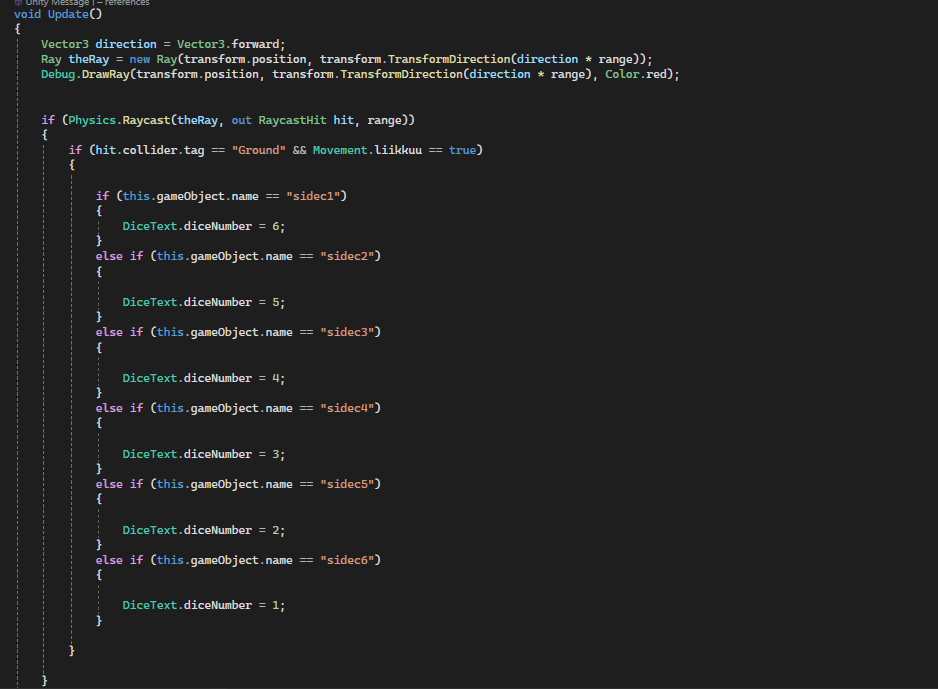 Unity Message | – references
void Update()
{
Vector3 direction = Vector3.forward;
Ray theRay = new Ray(transform.position, transform.TransformDirection(direction * range));
Debug.DrawRay(transform.position, transform.TransformDirection(direction * range), Color.red);
if (Physics.Raycast(theRay, out RaycastHit hit, range))
{
if (hit.collider.tag == "Ground" && Movement.liikkuu == true)
{
if (this.gameObject.name == "sidec1")
{
DiceText.diceNumber = 6;
}
else if (this.gameObject.name == "sidec2")
{
DiceText.diceNumber = 5;
}
else if (this.gameObject.name == "sidec3")
{
DiceText.diceNumber = 4;
}
else if (this.gameObject.name == "sidec4")
{
DiceText.diceNumber = 3;
}
else if (this.gameObject.name == "sidec5")
{
DiceText.diceNumber = 2;
}
else if (this.gameObject.name == "sidec6")
{
DiceText.diceNumber = 1;
}
}
}